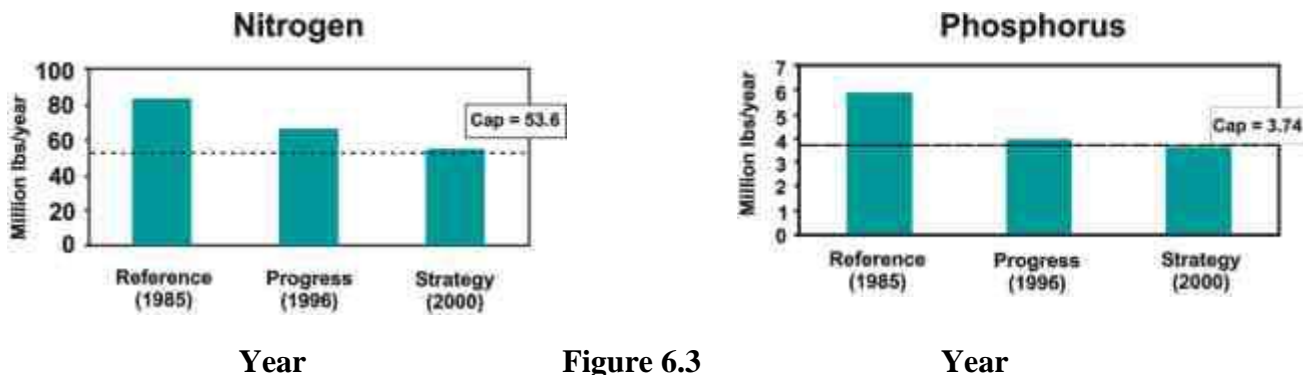 Nitrogen
Million lbs/year
100
80
60
40
20
0
Cap = 53.6
Reference
(1985)
Progress
(1996)
Strategy
(2000)
Phosphorus
Million lbs/year
7
6
5
4
3
2
1
0
Cap = 3.74
Reference
(1985)
Progress
(1996)
Strategy
(2000)
Year Figure 6.3 Year